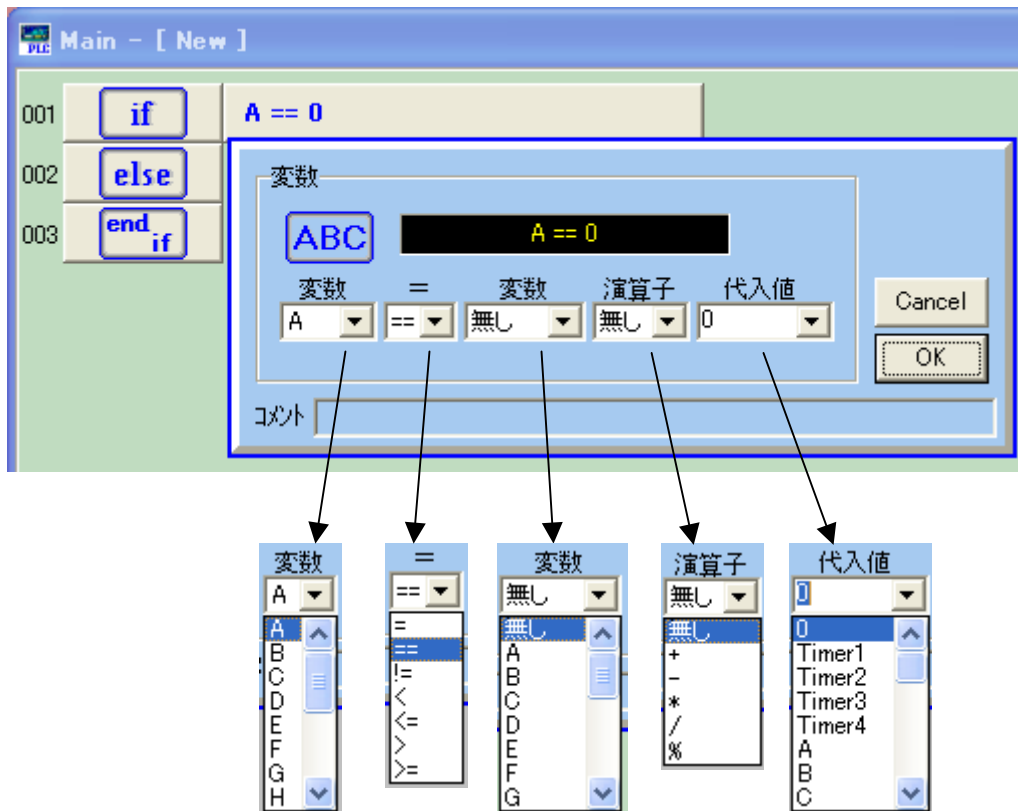 Main - [ New ]
001 if A == 0
002 else
003 end if
変数
ABC A == 0
変数 = 変数 演算子 代入値
A == 無し 無し 0
Cancel
OK
コメント
変数 = 変数 演算子 代入値
A == 無し 無し 0
A
B
C
D
E
F
G
H
=
==
!=
<
<=
>
>=
無し
A
B
C
D
E
F
G
無し
+
-
*
/
%
0
Timer1
Timer2
Timer3
Timer4
A
B
C